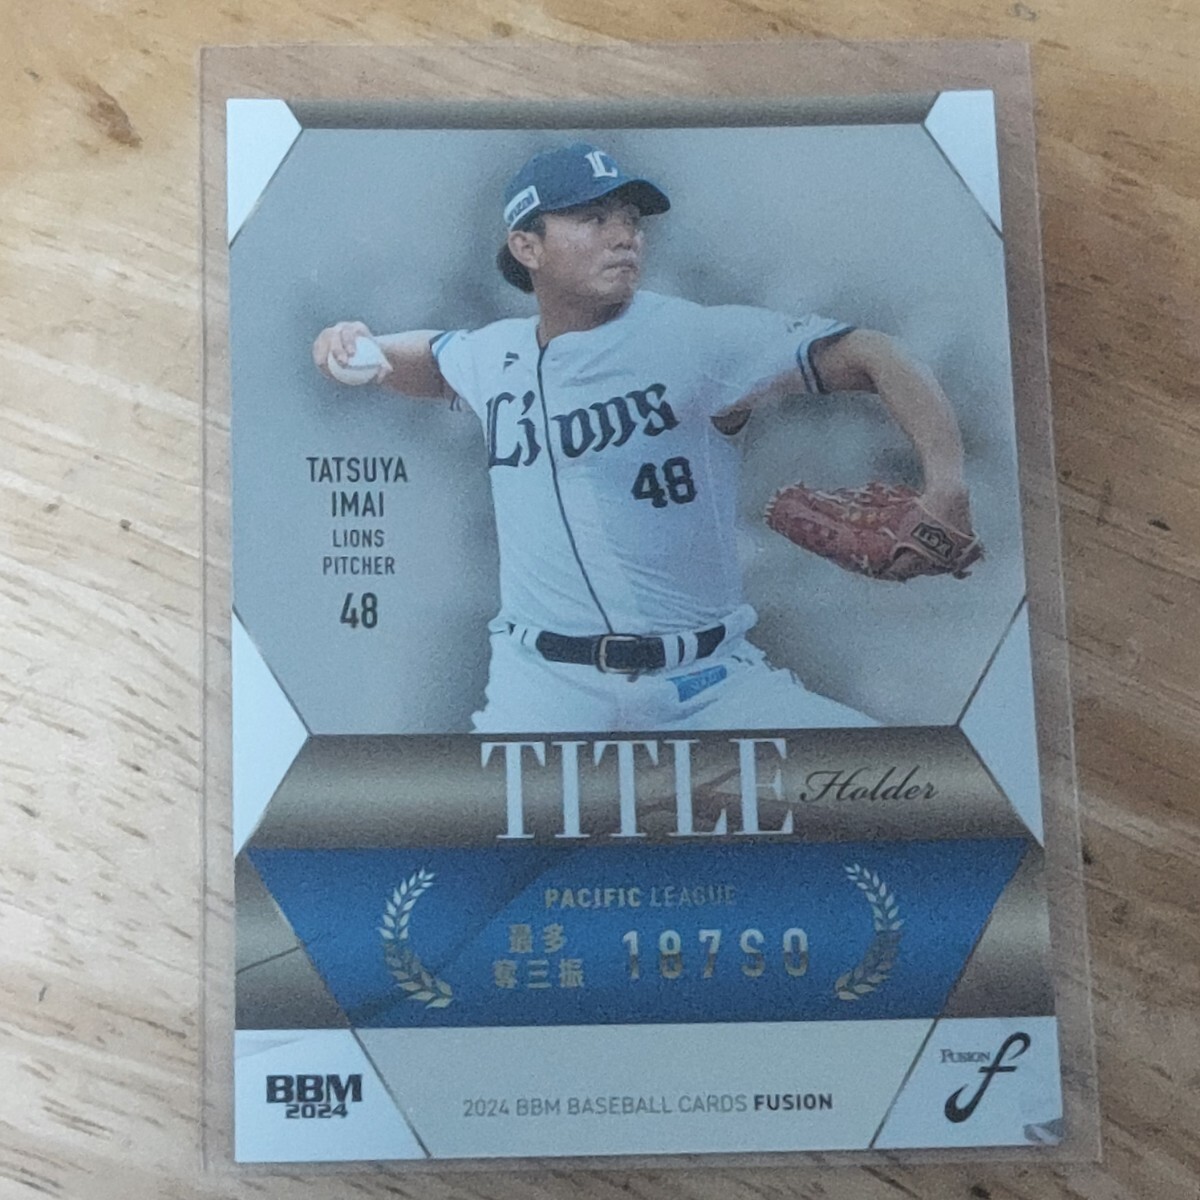 L
Lions
48
TATSUYA
IMAI
LIONS
PITCHER
48
TITLE Holder
PACIFIC LEAGUE
最多
奪三振 187SO
BBM
2024
2024 BBM BASEBALL CARDS FUSION
FUSION f